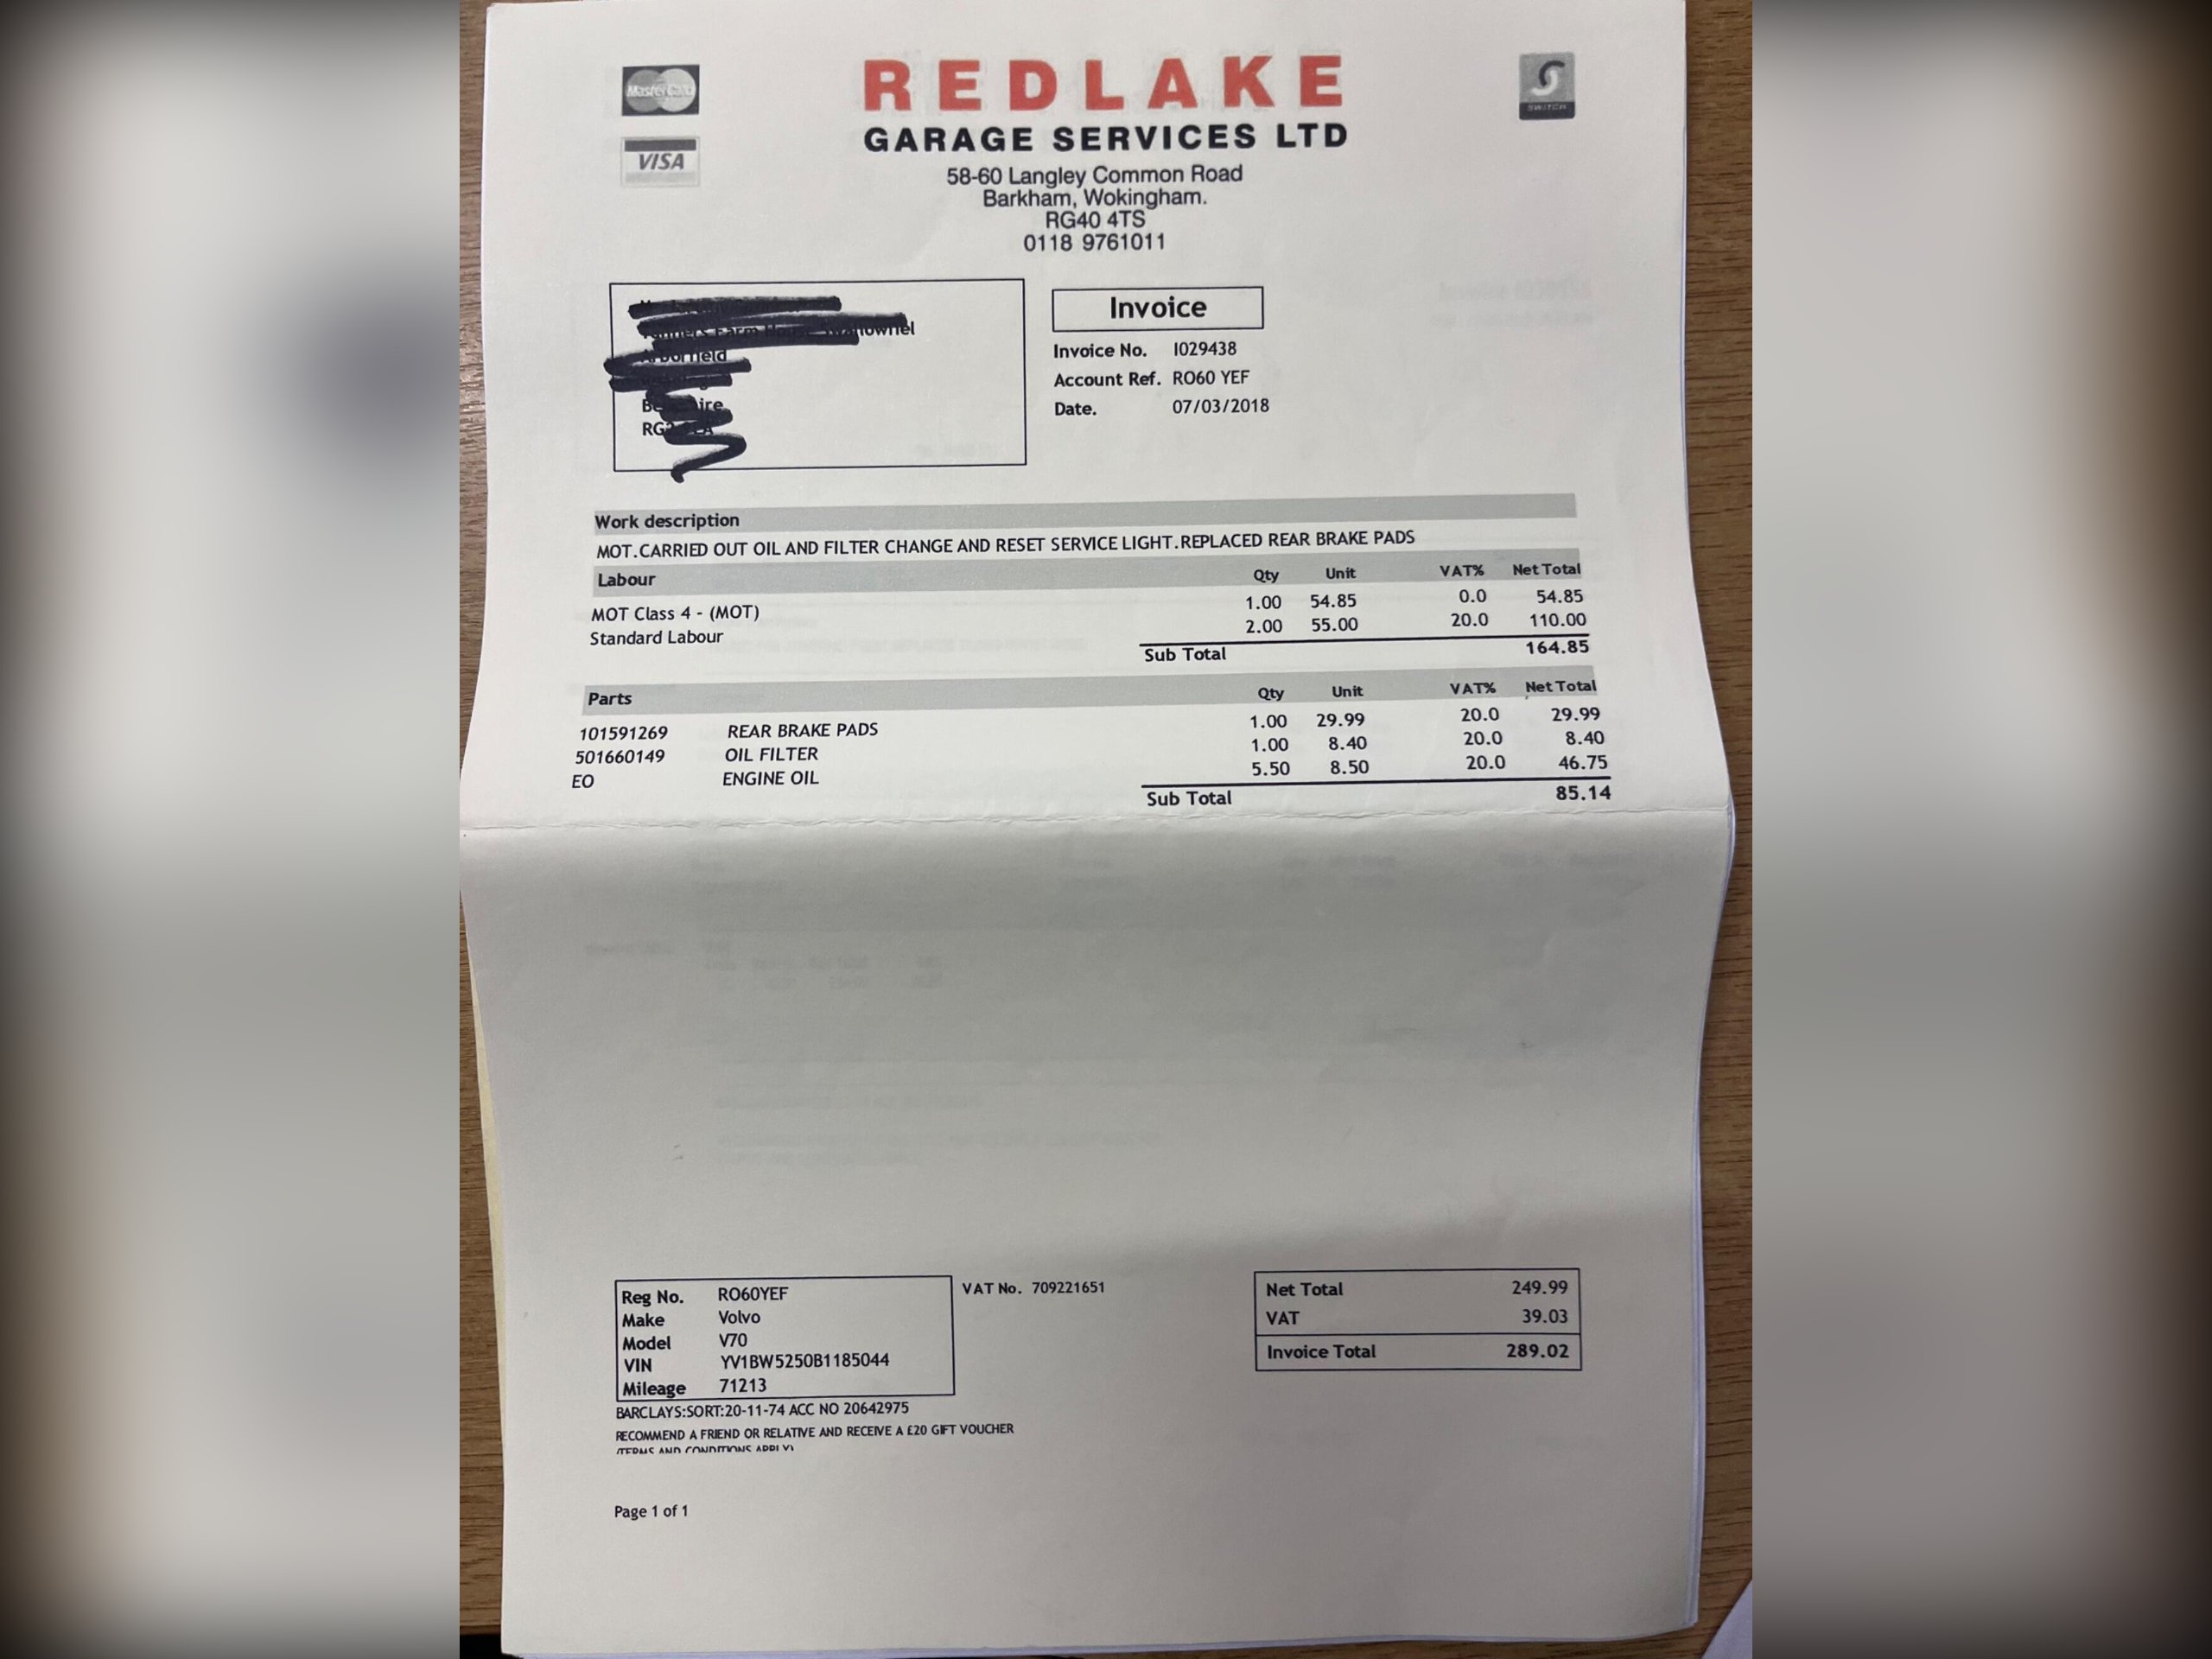 MasterCard
VISA
REDLAKE
SWITCH
GARAGE SERVICES LTD
58-60 Langley Common Road
Barkham, Wokingham.
RG40 4TS
0118 9761011
Invoice
Invoice No. I029438
Account Ref. RO60 YEF
Date. 07/03/2018
Work description
MOT.CARRIED OUT OIL AND FILTER CHANGE AND RESET SERVICE LIGHT.REPLACED REAR BRAKE PADS
Labour Qty Unit VAT% Net Total
MOT Class 4 - (MOT) 1.00 54.85 0.0 54.85
Standard Labour 2.00 55.00 20.0 110.00
Sub Total 164.85
Parts Qty Unit VAT% Net Total
101591269 REAR BRAKE PADS 1.00 29.99 20.0 29.99
501660149 OIL FILTER 1.00 8.40 20.0 8.40
EO ENGINE OIL 5.50 8.50 20.0 46.75
Sub Total 85.14
Reg No. RO60YEF
Make Volvo
Model V70
VIN YV1BW5250B1185044
Mileage 71213
VAT No. 709221651
Net Total 249.99
VAT 39.03
Invoice Total 289.02
BARCLAYS:SORT:20-11-74 ACC NO 20642975
RECOMMEND A FRIEND OR RELATIVE AND RECEIVE A £20 GIFT VOUCHER
(TERMS AND CONDITIONS APPLY)
Page 1 of 1